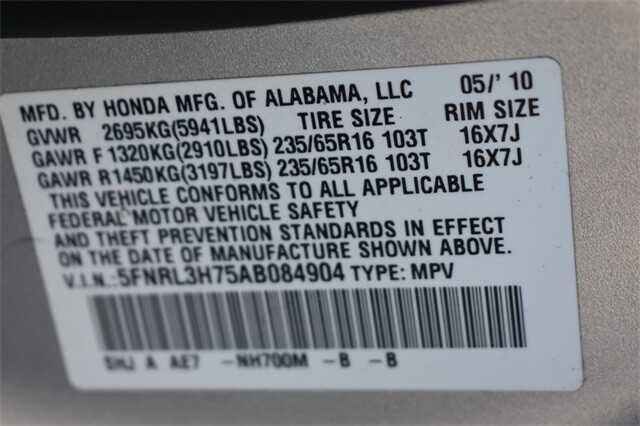 MFD. BY HONDA MFG. OF ALABAMA, LLC 05/' 10
GVWR 2695KG(5941LBS) TIRE SIZE RIM SIZE
GAWR F 1320KG(2910LBS) 235/65R16 103T 16X7J
GAWR R 1450KG(3197LBS) 235/65R16 103T 16X7J
THIS VEHICLE CONFORMS TO ALL APPLICABLE
FEDERAL MOTOR VEHICLE SAFETY
AND THEFT PREVENTION STANDARDS IN EFFECT
ON THE DATE OF MANUFACTURE SHOWN ABOVE.
V.I.N.: 5FNRL3H75AB084904 TYPE: MPV
SHJ A AE7 -NH700M -B -B